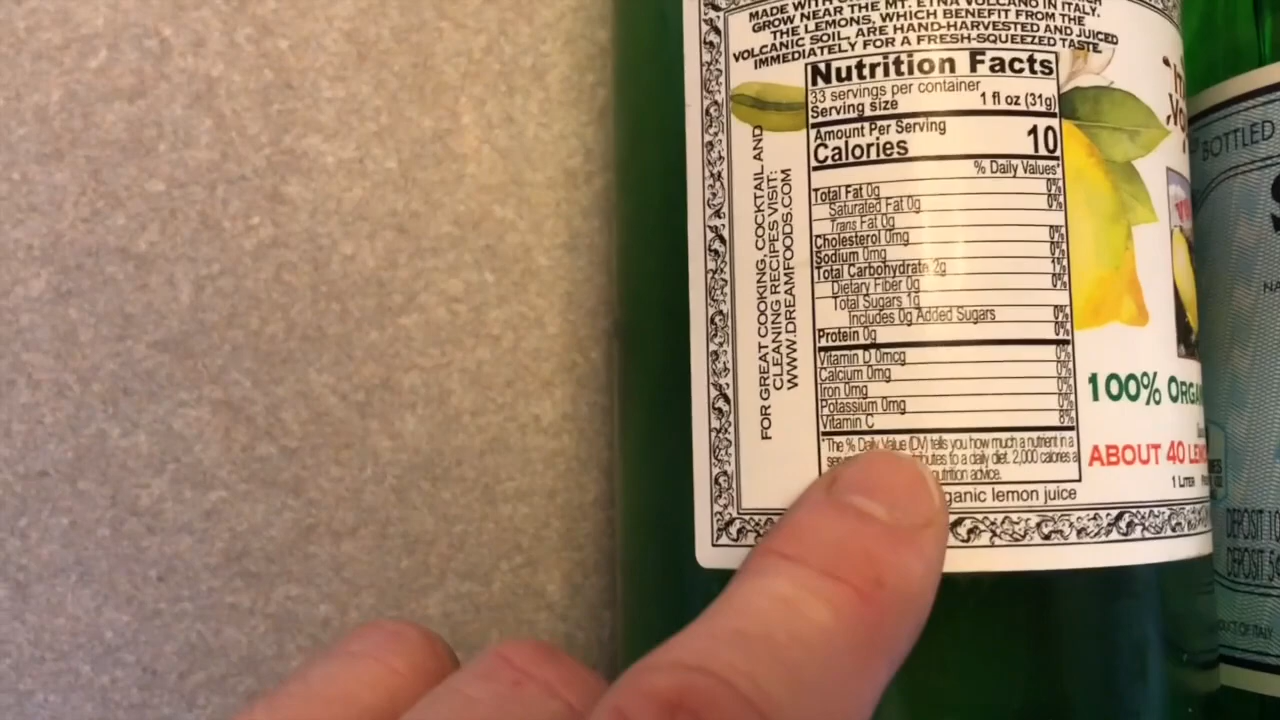 MADE WITH
GROW NEAR THE MT. ETNA VOLCANO IN ITALY.
THE LEMONS, WHICH BENEFIT FROM THE
VOLCANIC SOIL, ARE HAND-HARVESTED AND JUICED
IMMEDIATELY FOR A FRESH-SQUEEZED TASTE
Nutrition Facts
33 servings per container
Serving size 1 fl oz (31g)
Amount Per Serving
Calories 10
% Daily Values*
Total Fat 0g 0%
Saturated Fat 0g 0%
Trans Fat 0g
Cholesterol 0mg 0%
Sodium 0mg 0%
Total Carbohydrate 2g 1%
Dietary Fiber 0g 0%
Total Sugars 1g
Includes 0g Added Sugars 0%
Protein 0g 0%
Vitamin D 0mcg 0%
Calcium 0mg 0%
Iron 0mg 0%
Potassium 0mg 0%
Vitamin C 8%
*The % Daily Value (DV) tells you how much a nutrient in a
to a daily diet. 2,000 calories a
advice.
lemon juice
FOR GREAT COOKING, COCKTAIL AND
CLEANING RECIPES VISIT:
WWW.DREAMFOODS.COM
100%
ABOUT 40
1 LITER
BOTTLED
DEPOSIT
DEPOSIT
OF ITALY